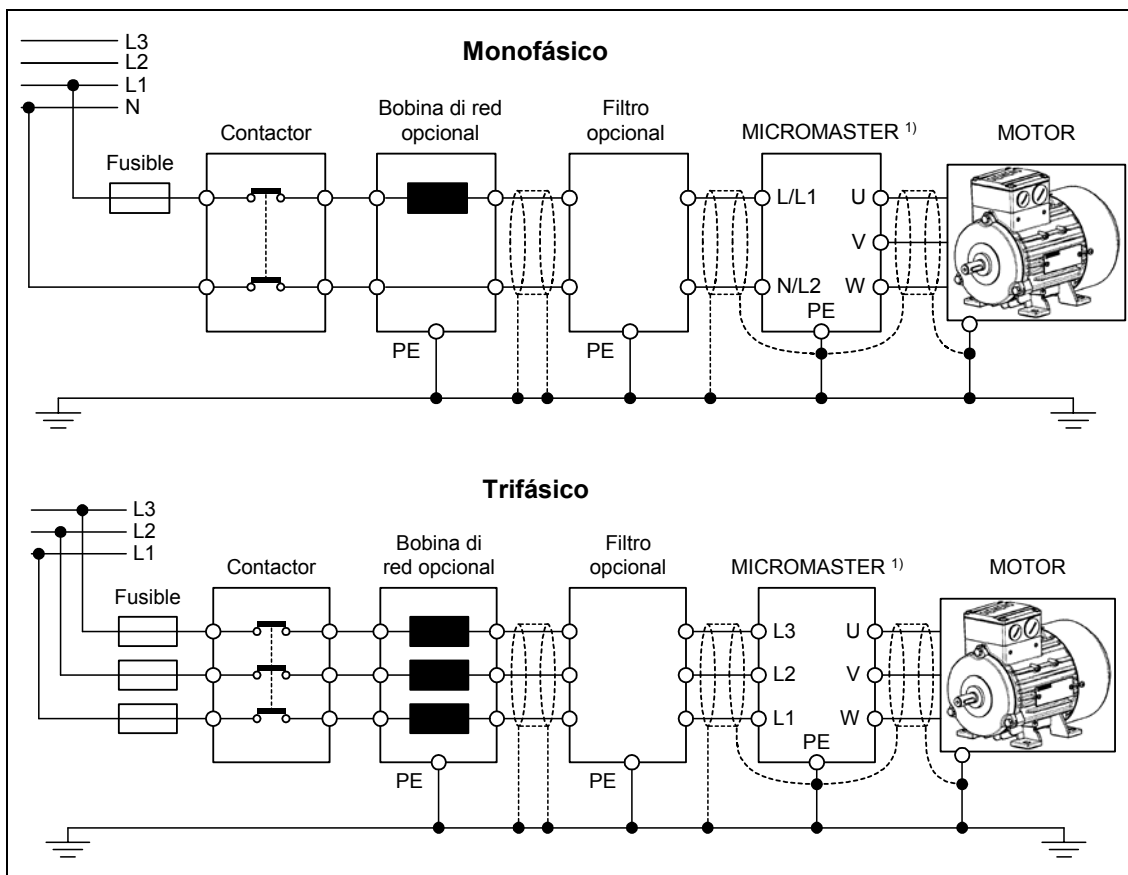 Monofásico
L3
L2
L1
N
Fusible
Contactor
Bobina di red
opcional
Filtro
opcional
MICROMASTER 1)
MOTOR
L/L1
U
V
N/L2
W
PE
PE
PE
Trifásico
L3
L2
L1
Fusible
Contactor
Bobina di
red opcional
Filtro
opcional
MICROMASTER 1)
MOTOR
L3
U
L2
V
L1
W
PE
PE
PE